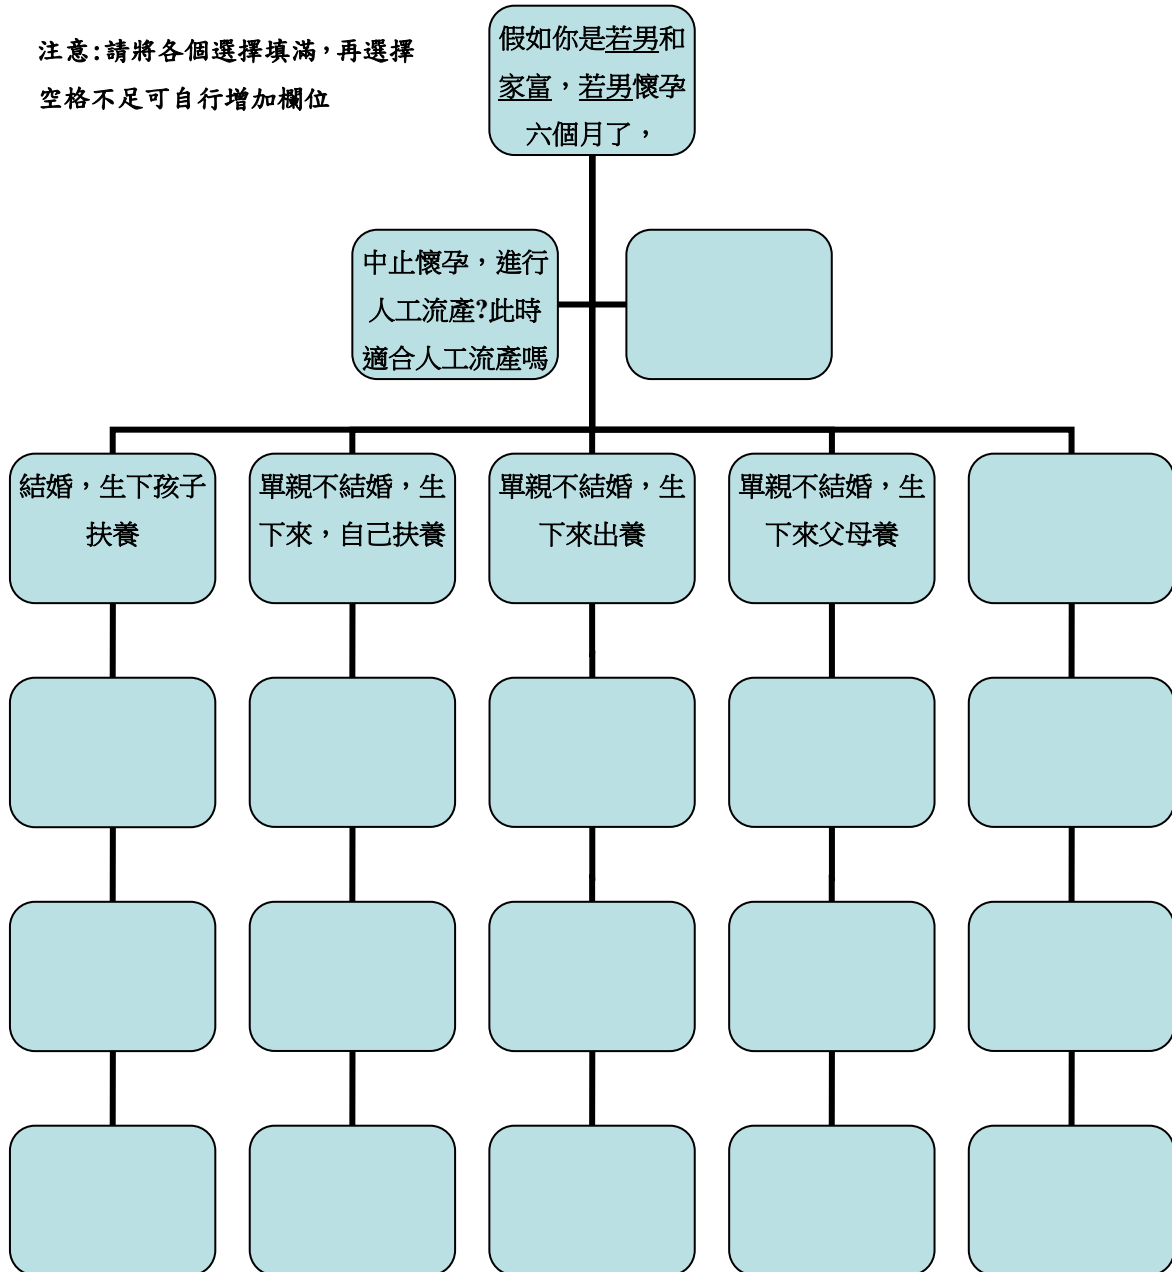 注意:請將各個選擇填滿，再選擇
空格不足可自行增加欄位
假如你是若男和
家富，若男懷孕
六個月了，
中止懷孕，進行
人工流產?此時
適合人工流產嗎
結婚，生下孩子
扶養
單親不結婚，生
下來，自己扶養
單親不結婚，生
下來出養
單親不結婚，生
下來父母養